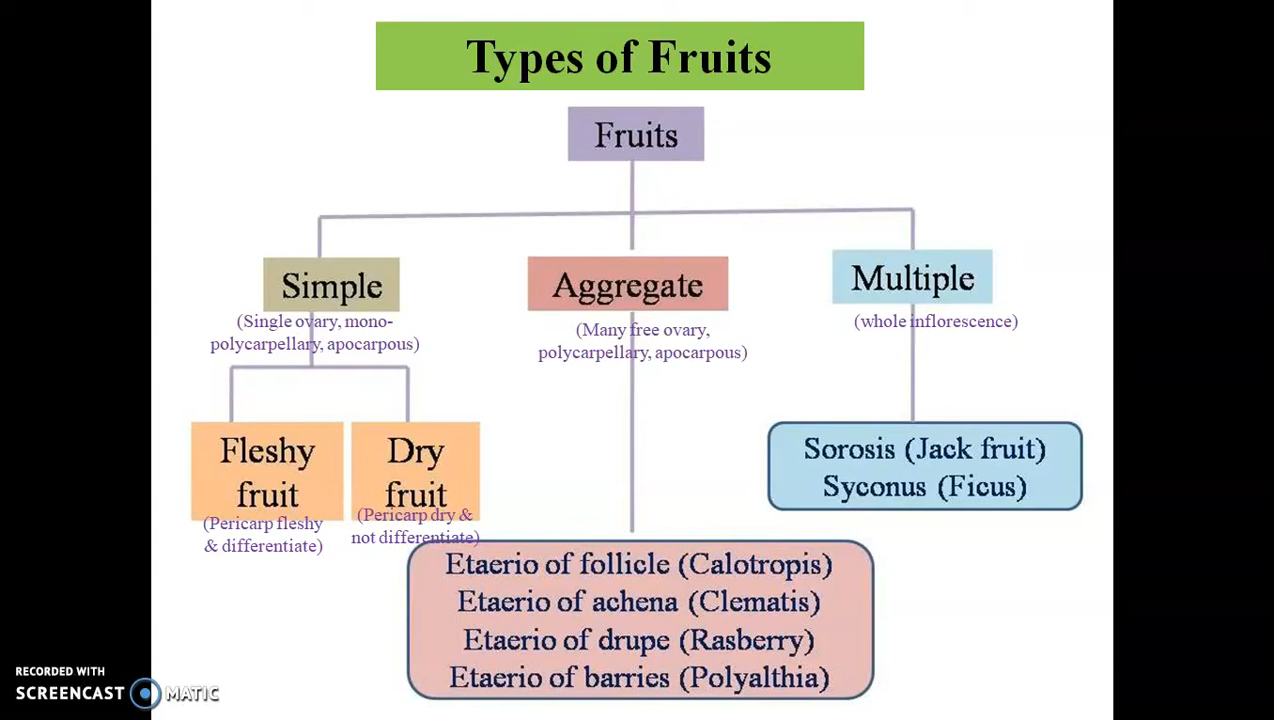 Types of Fruits
Fruits
Simple
(Single ovary, mono-
polycarpellary, apocarpous)
Aggregate
(Many free ovary,
polycarpellary, apocarpous)
Multiple
(whole inflorescence)
Fleshy
fruit
(Pericarp fleshy
& differentiate)
Dry
fruit
(Pericarp dry &
not differentiate)
Sorosis (Jack fruit)
Syconus (Ficus)
Etaerio of follicle (Calotropis)
Etaerio of achena (Clematis)
Etaerio of drupe (Rasberry)
Etaerio of barries (Polyalthia)
RECORDED WITH
SCREENCAST MATIC